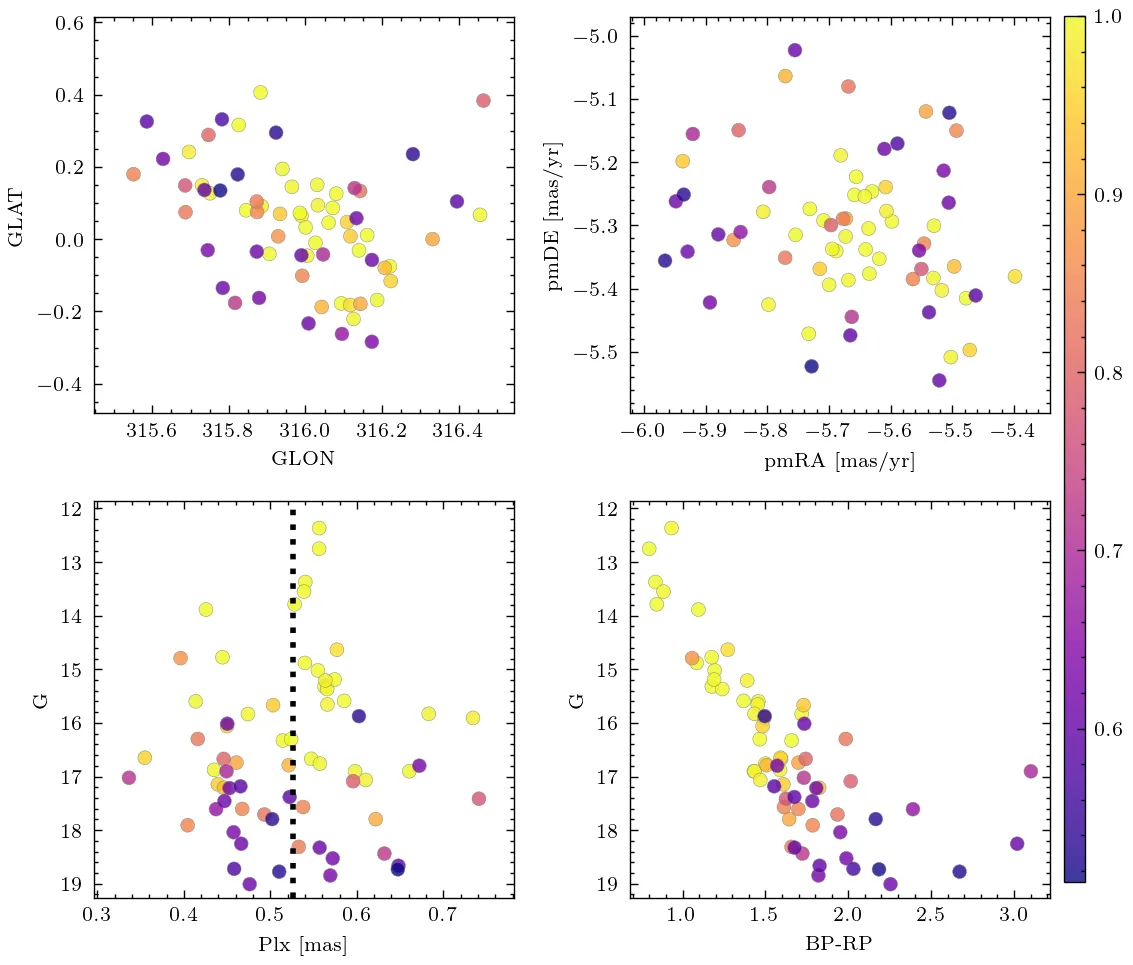 0.6
0.4
0.2
0.0
−0.2
−0.4
GLAT
315.6 315.8 316.0 316.2 316.4
GLON
−5.0
−5.1
−5.2
−5.3
−5.4
−5.5
pmDE [mas/yr]
−6.0 −5.9 −5.8 −5.7 −5.6 −5.5 −5.4
pmRA [mas/yr]
1.0
0.9
0.8
0.7
0.6
12
13
14
15
16
17
18
19
G
0.3 0.4 0.5 0.6 0.7
Plx [mas]
12
13
14
15
16
17
18
19
G
1.0 1.5 2.0 2.5 3.0
BP-RP